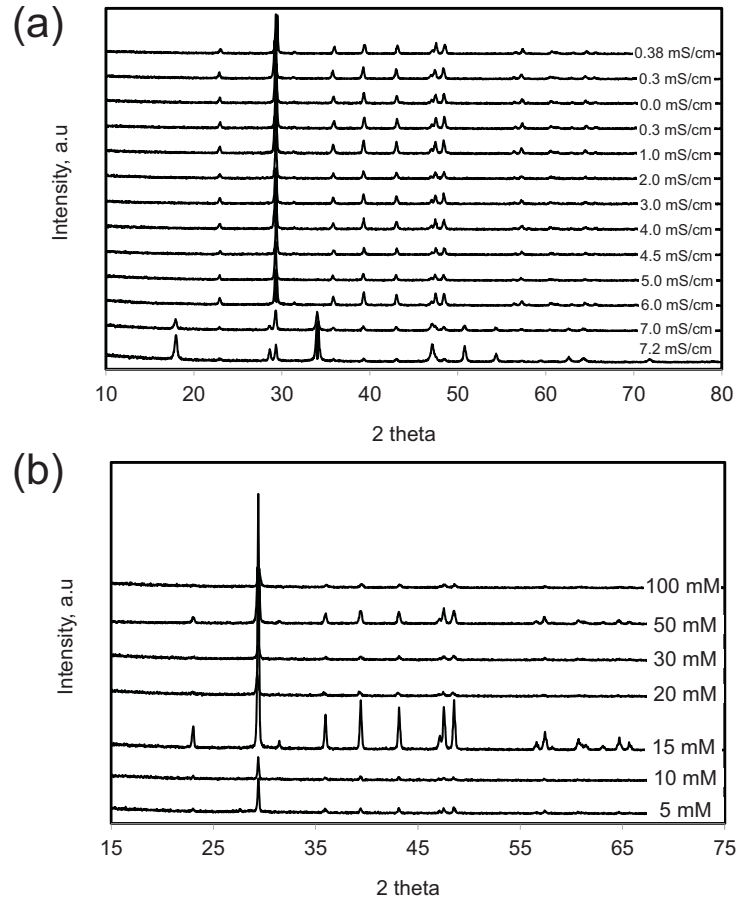 (a)
Intensity, a.u
0.38 mS/cm
0.3 mS/cm
0.0 mS/cm
0.3 mS/cm
1.0 mS/cm
2.0 mS/cm
3.0 mS/cm
4.0 mS/cm
4.5 mS/cm
5.0 mS/cm
6.0 mS/cm
7.0 mS/cm
7.2 mS/cm
10 20 30 40 50 60 70 80
2 theta
(b)
Intensity, a.u
100 mM
50 mM
30 mM
20 mM
15 mM
10 mM
5 mM
15 25 35 45 55 65 75
2 theta